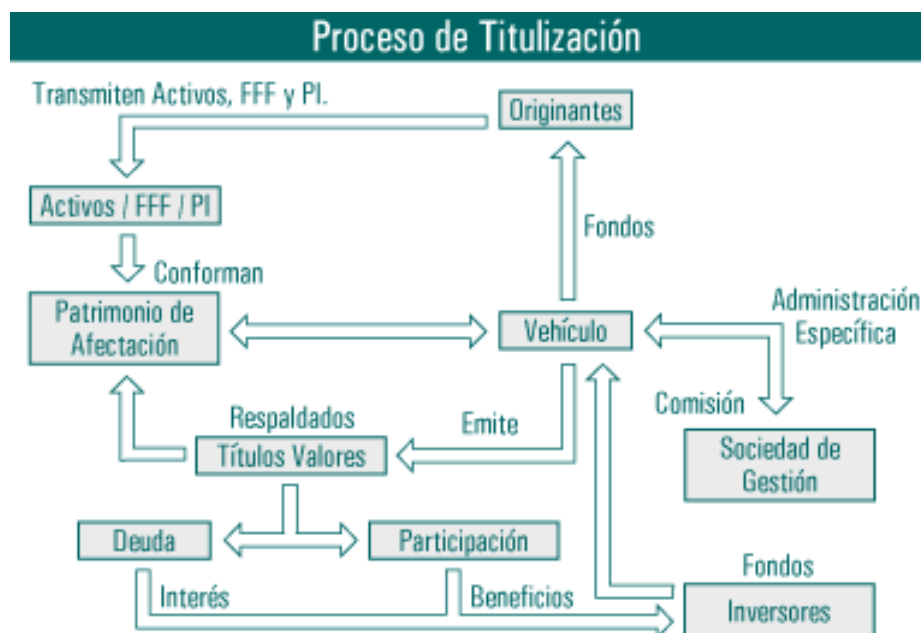 Proceso de Titulización
Transmiten Activos, FFF y PI.
Originantes
Activos / FFF / PI
Fondos
Conforman
Patrimonio de
Afectación
Vehículo
Administración
Específica
Comisión
Respaldados
Emite
Títulos Valores
Sociedad de
Gestión
Deuda
Participación
Fondos
Interés
Beneficios
Inversores